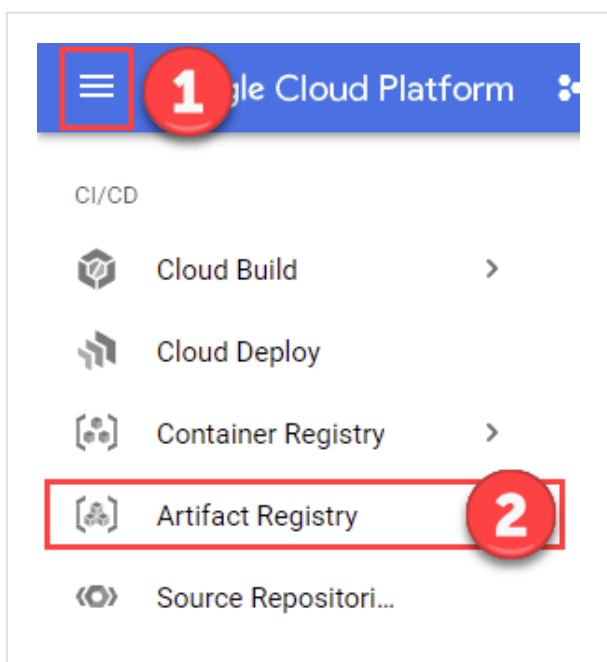 1
gle Cloud Platform
CI/CD
Cloud Build
Cloud Deploy
Container Registry
Artifact Registry 2
Source Repositori...